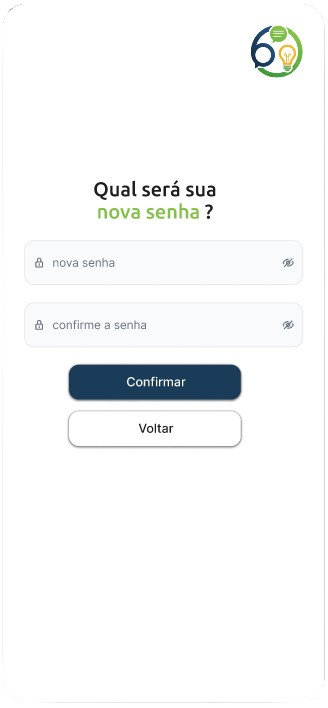 Qual será sua
nova senha ?
nova senha
confirme a senha
Confirmar
Voltar